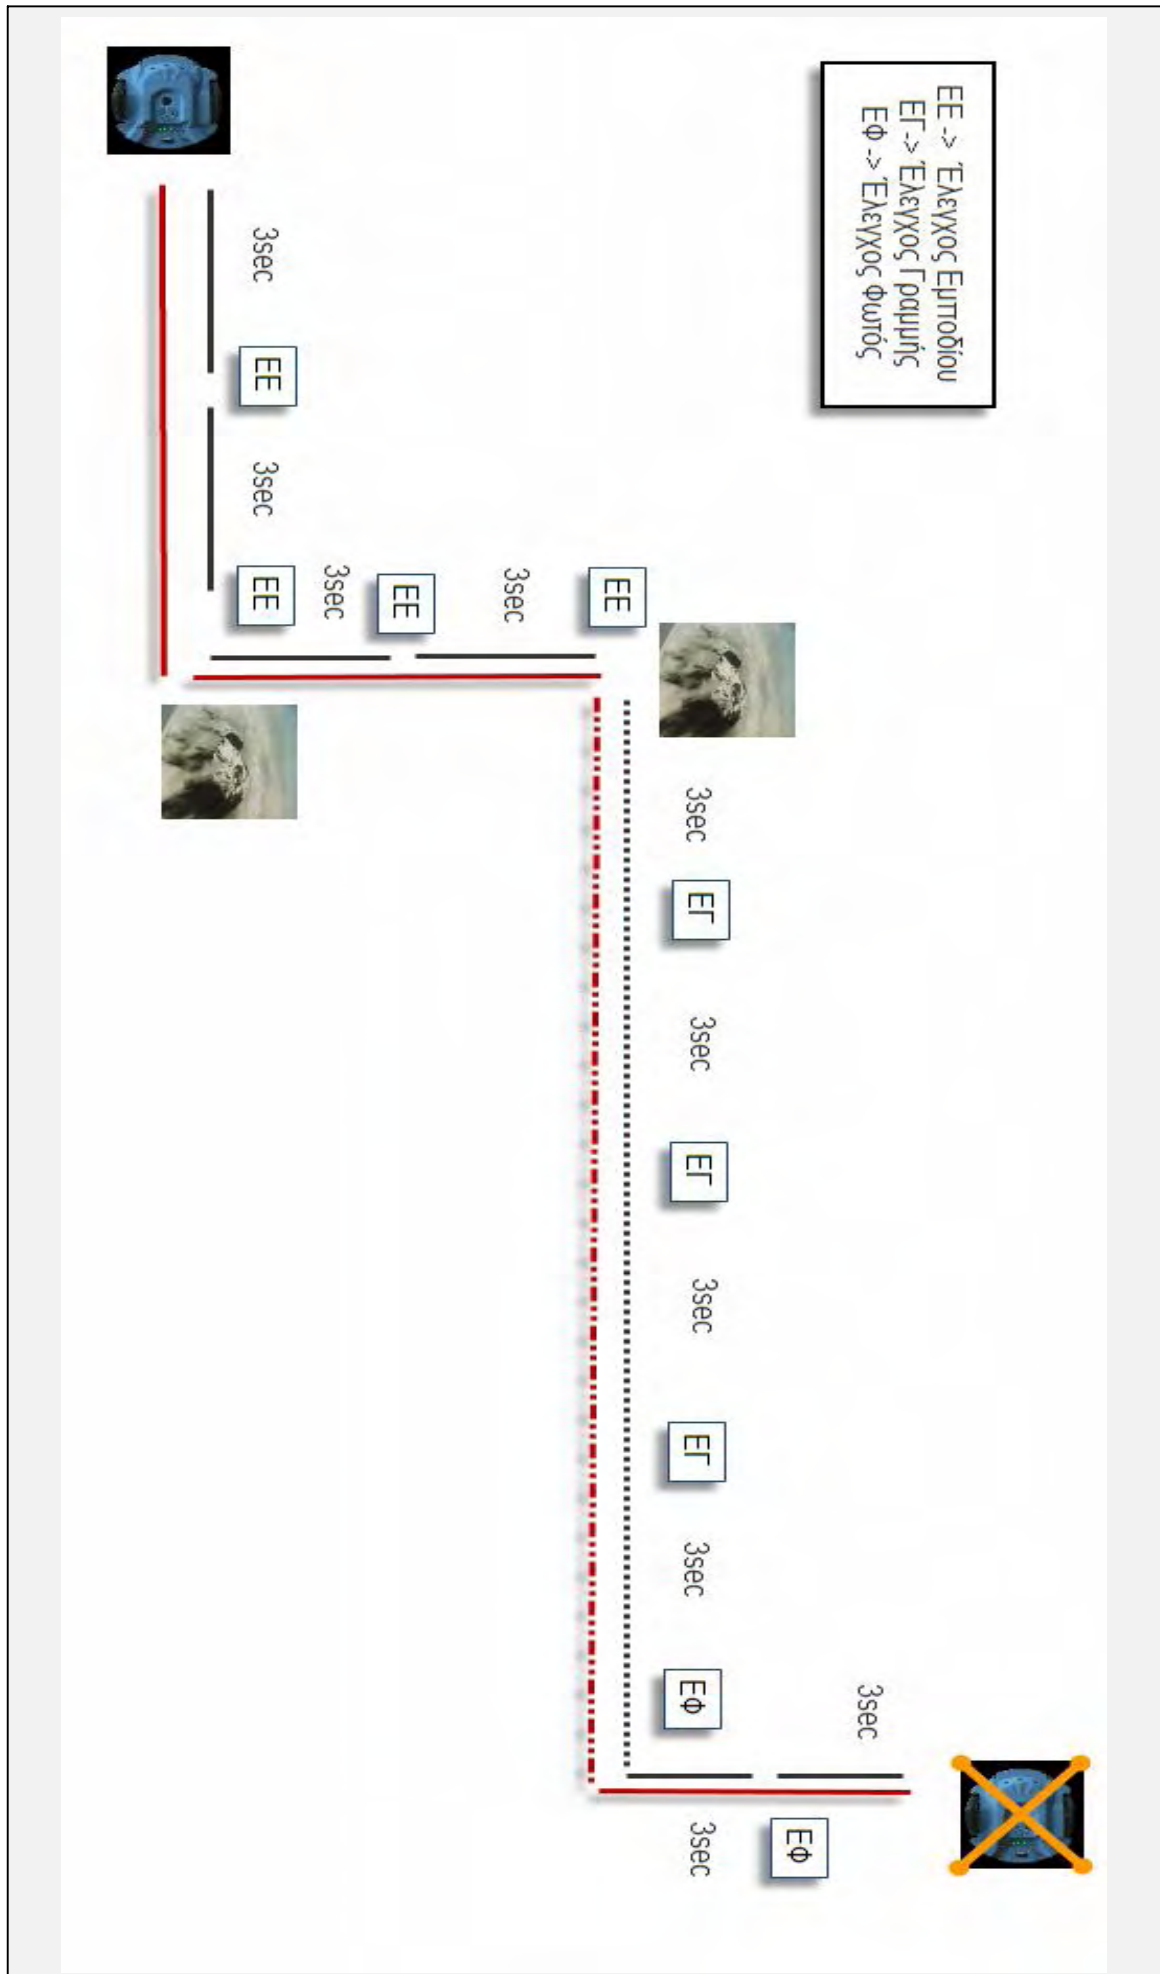 ΕΕ -> Έλεγχος Εμποδίου
ΕΓ-> Έλεγχος Γραμμής
ΕΦ -> Έλεγχος Φωτός
3sec
ΕΕ
3sec
ΕΕ
3sec
ΕΕ
3sec
ΕΕ
3sec
ΕΓ
3sec
ΕΓ
3sec
ΕΓ
3sec
ΕΦ
3sec
ΕΦ
3sec